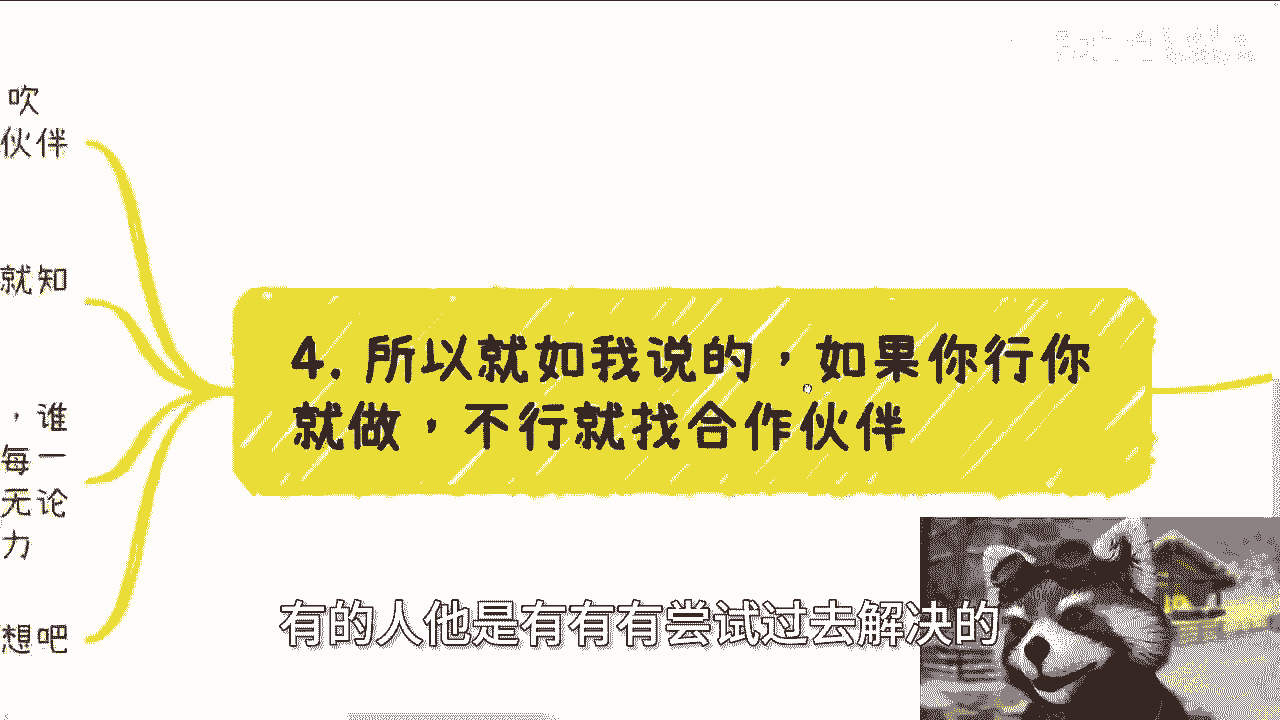 吹
伙伴
就知
，谁
每一
无论
力
想吧
4. 所以就如我说的，如果你行你
就做，不行就找合作伙伴
有的人他是有有有尝试过去解决的